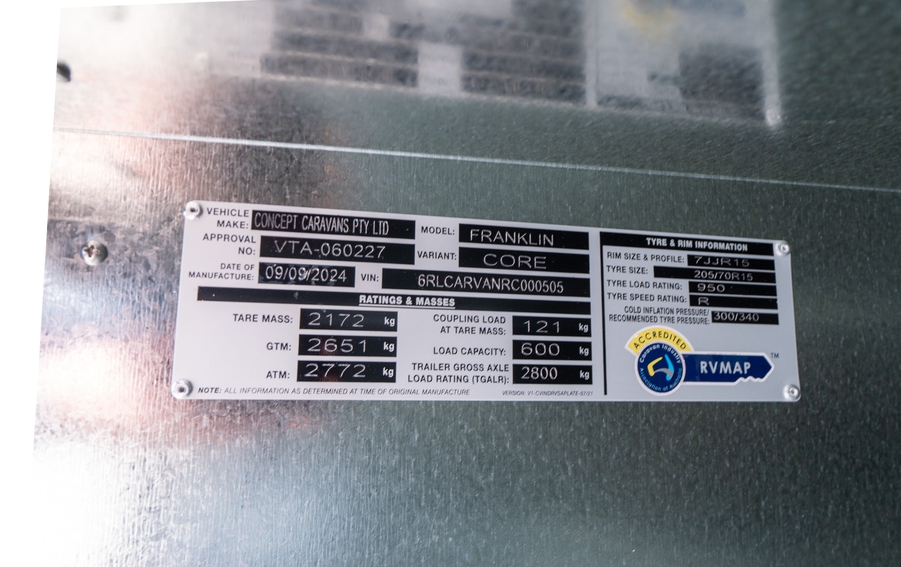 VEHICLE MAKE: CONCEPT CARAVANS PTY LTD
MODEL: FRANKLIN
APPROVAL NO: VTA-060227
VARIANT: CORE
DATE OF MANUFACTURE: 09/09/2024
VIN: 6RLCARVANRC000505
RATINGS & MASSES
TARE MASS: 2172 kg
COUPLING LOAD AT TARE MASS: 121 kg
GTM: 2651 kg
LOAD CAPACITY: 600 kg
ATM: 2772 kg
TRAILER GROSS AXLE LOAD RATING (TGALR): 2800 kg
NOTE: ALL INFORMATION AS DETERMINED AT TIME OF ORIGINAL MANUFACTURE
TYRE & RIM INFORMATION
RIM SIZE & PROFILE: 7JJR15
TYRE SIZE: 205/70R15
TYRE LOAD RATING: 950
TYRE SPEED RATING: R
COLD INFLATION PRESSURE/
RECOMMENDED TYRE PRESSURE: 300/340
ACCREDITED
Caravan Industry
Association of
RVMAP
TM